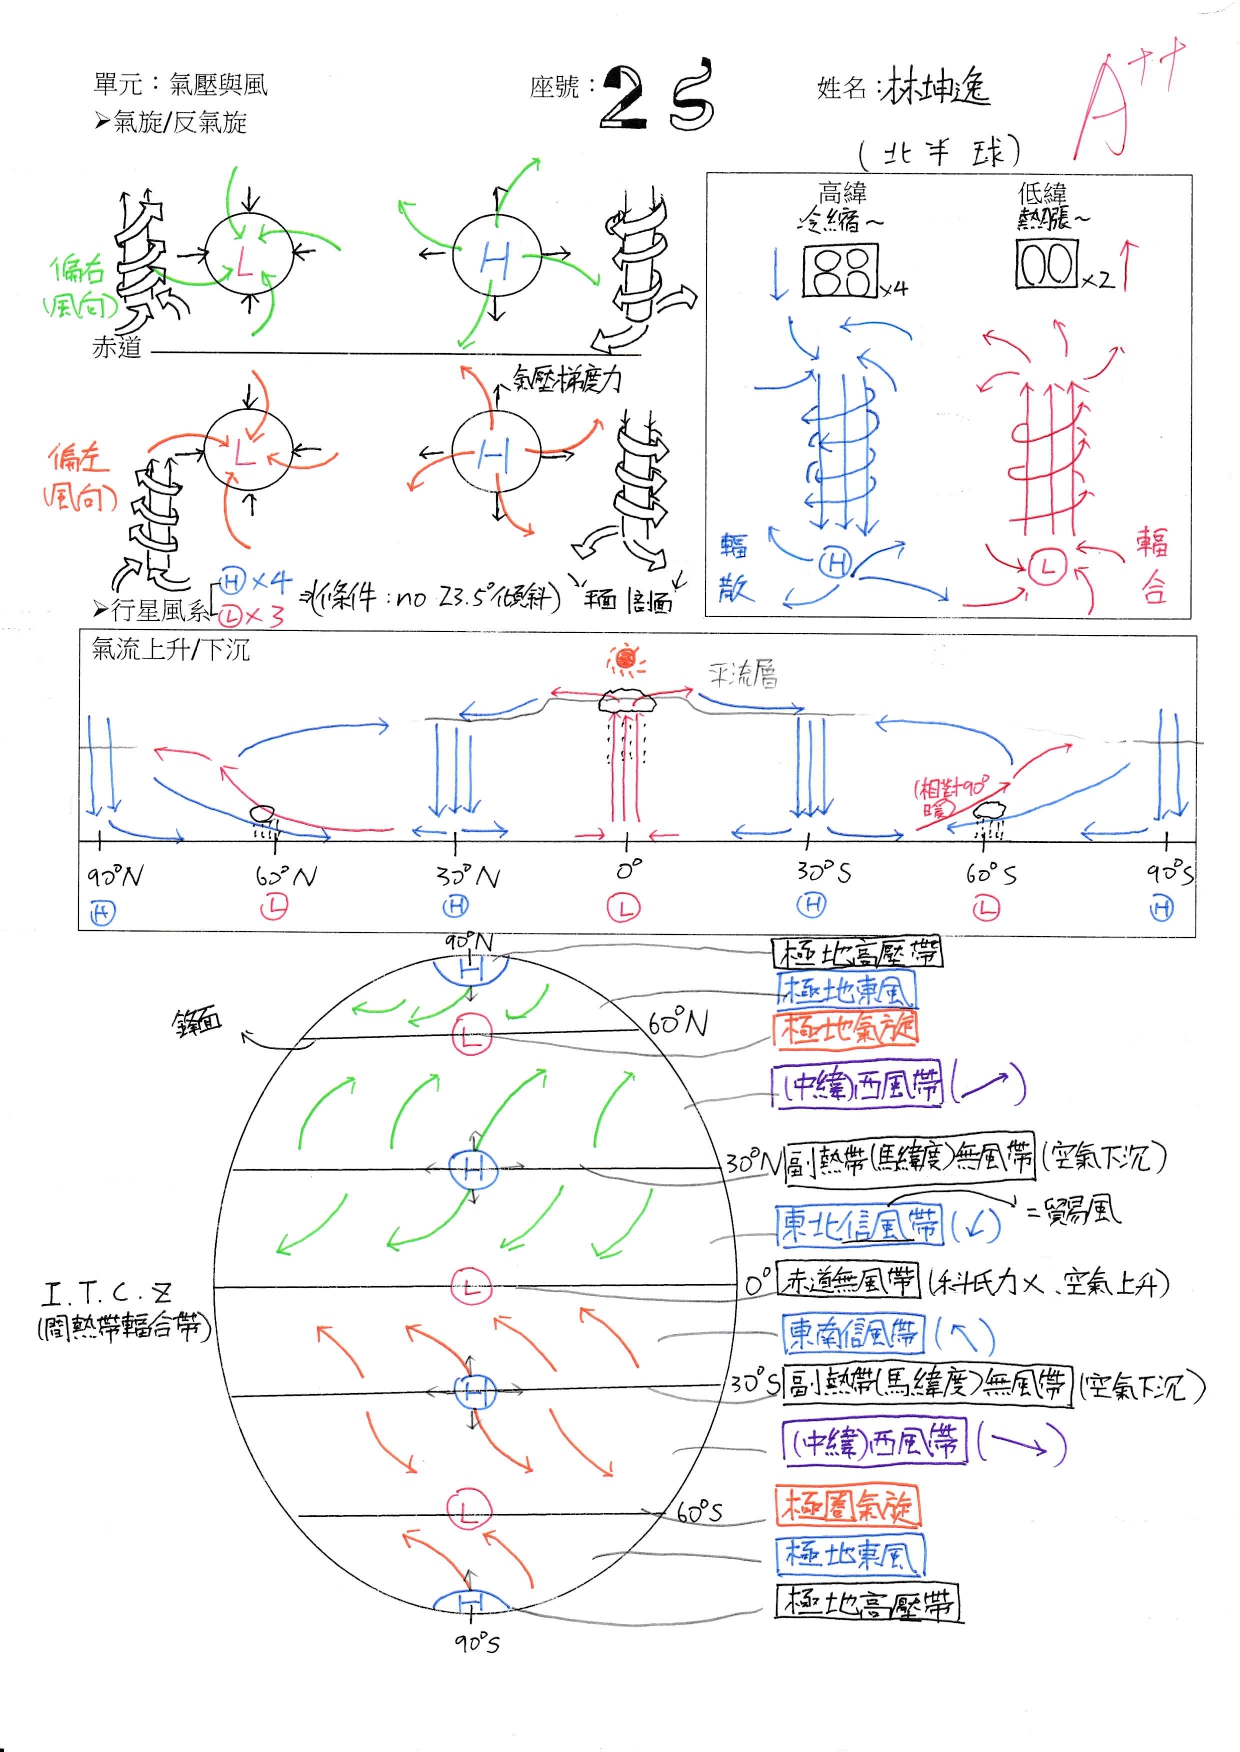 單元：氣壓與風
座號：25
姓名：林坤逸
A++
➢氣旋/反氣旋
(北半球)
L
H
偏右
(風向)
赤道
氣壓梯度力
L
H
偏左
(風向)
高緯
冷縮~
×4
低緯
熱漲~
×2
輻散
H
L
輻合
➢行星風系
H×4
L×3
(條件：no 23.5°傾斜)
剖面
氣流上升/下沉
平流層
(相對90°暖)
90°N 60°N 30°N 0° 30°S 60°S 90°S
H L H L H L H
90°N
H
極地高壓帶
極地東風
鋒面
L
60°N
極地氣旋
(中緯)西風帶(↗)
H
30°N 副熱帶(馬緯度)無風帶(空氣下沉)
東北信風帶(↙) =貿易風
I.T.C.Z
(間熱帶輻合帶)
L
0° 赤道無風帶(科氏力×、空氣上升)
東南信風帶(↖)
H
30°S 副熱帶(馬緯度)無風帶(空氣下沉)
(中緯)西風帶(↘)
L
60°S
極圈氣旋
極地東風
H
極地高壓帶
90°S